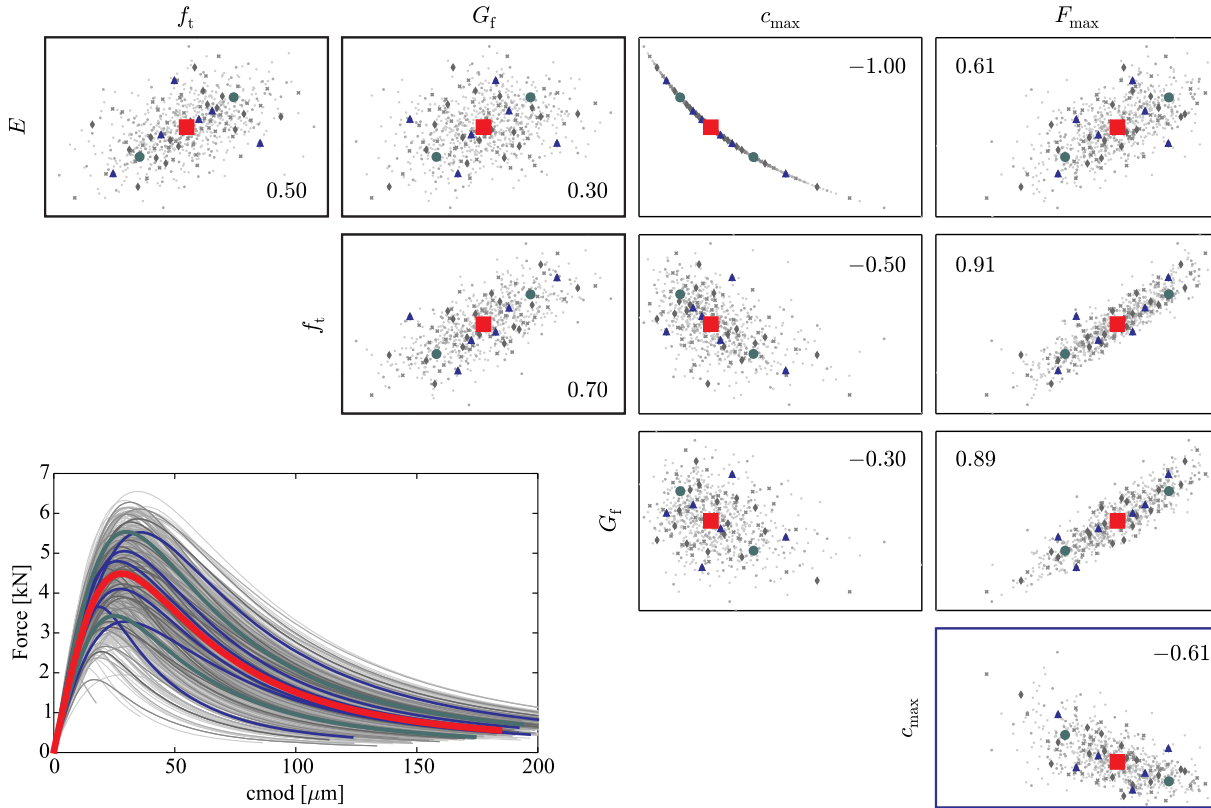 f_t G_f c_max F_max
E 0.50 0.30 −1.00 0.61
f_t 0.70 −0.50 0.91
G_f −0.30 0.89
c_max −0.61
7
6
5
4
3
2
1
0
Force [kN]
0 50 100 150 200
cmod [μm]